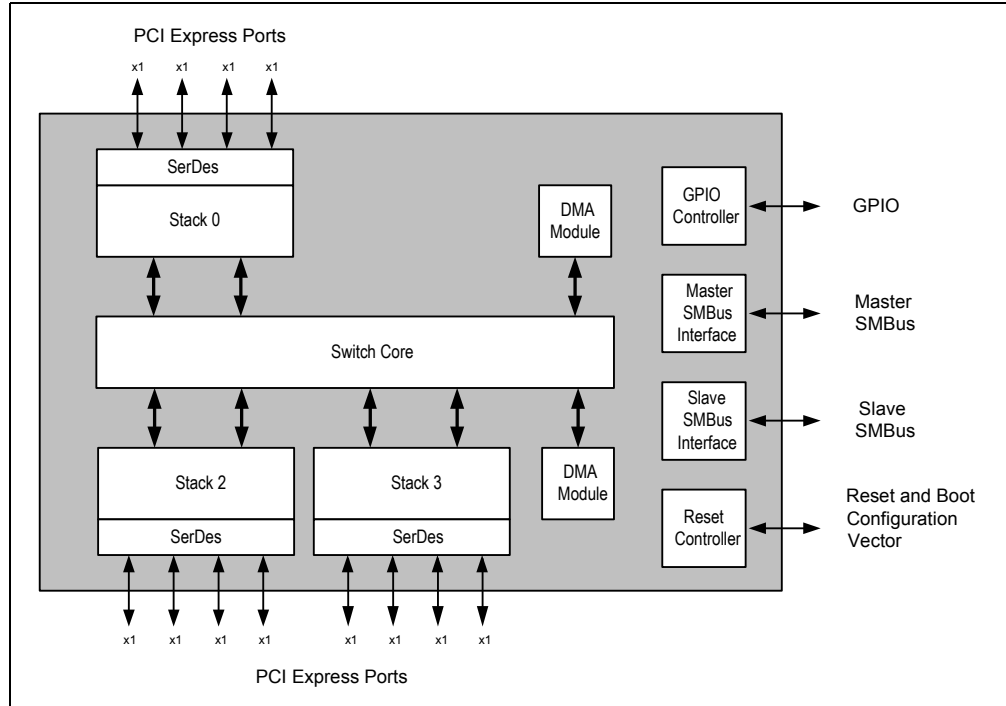 PCI Express Ports
x1 x1 x1 x1
SerDes
Stack 0
DMA
Module
GPIO
Controller
GPIO
Master
SMBus
Interface
Master
SMBus
Switch Core
Slave
SMBus
Interface
Slave
SMBus
Stack 2
SerDes
Stack 3
SerDes
DMA
Module
Reset
Controller
Reset and Boot
Configuration
Vector
x1 x1 x1 x1 x1 x1 x1 x1
PCI Express Ports